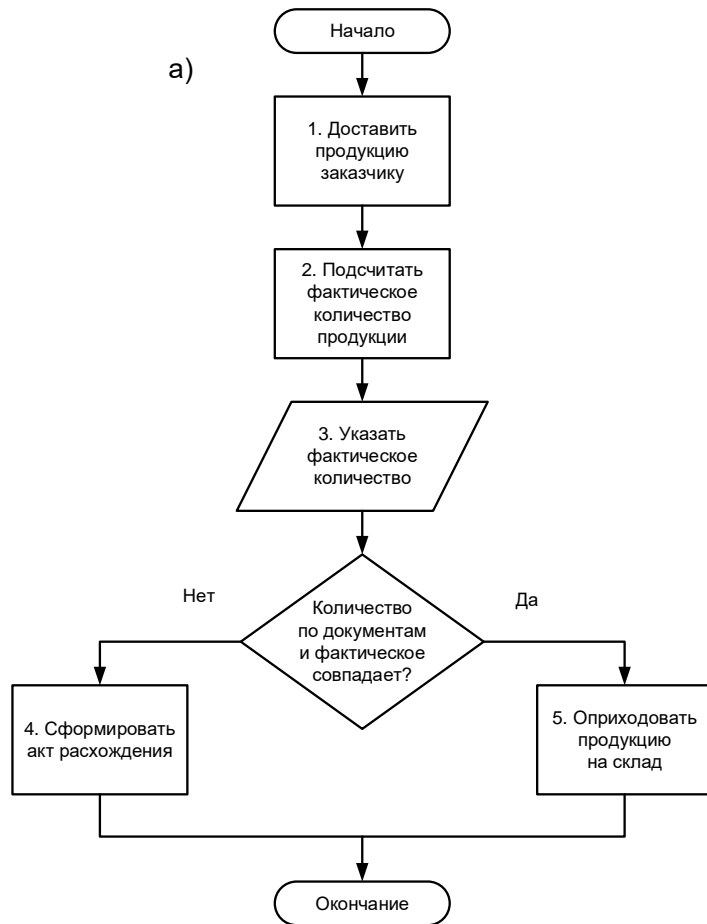 Начало
а)
1. Доставить
продукцию
заказчику
2. Подсчитать
фактическое
количество
продукции
3. Указать
фактическое
количество
Нет
Да
Количество
по документам
и фактическое
совпадает?
4. Сформировать
акт расхождения
5. Оприходовать
продукцию
на склад
Окончание